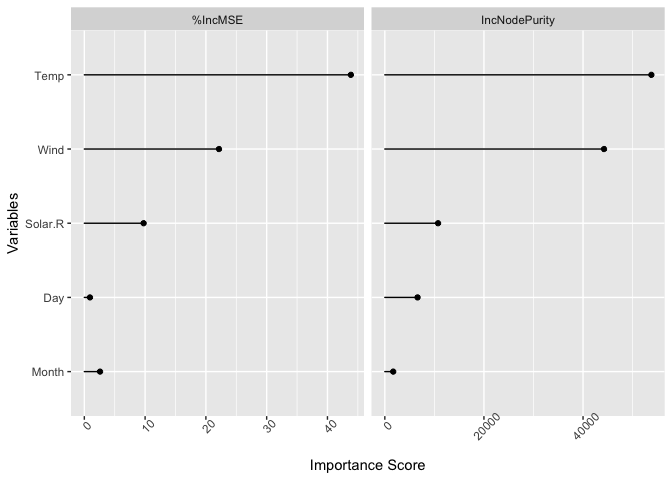 %IncMSE IncNodePurity
Variables
Temp
Wind
Solar.R
Day
Month
0 10 20 30 40 0 20000 40000
Importance Score